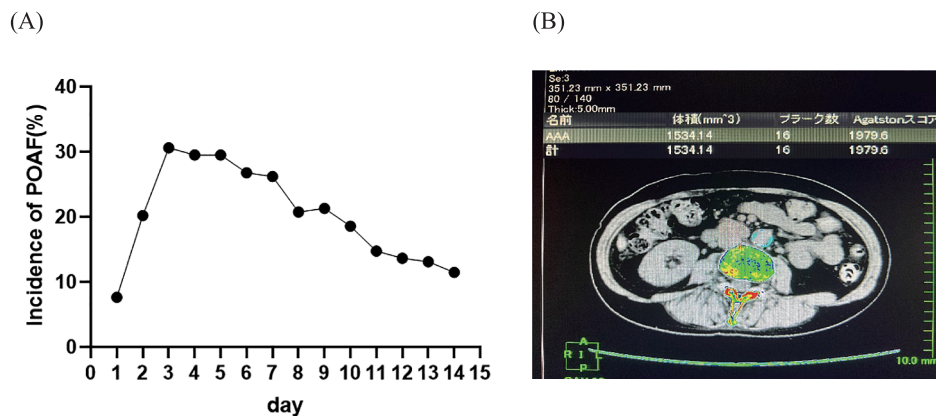 (A)
(B)
Incidence of POAF(%)
40
30
20
10
0
0 1 2 3 4 5 6 7 8 9 10 11 12 13 14 15
day
Se:3
351.23 mm x 351.23 mm
80 / 140
Thick:5.00mm
名前 体積(mm^3) プラーク数 Agatstonスコア
AAA 1534.14 16 1979.6
計 1534.14 16 1979.6
A
R I L
P
10.0 mm